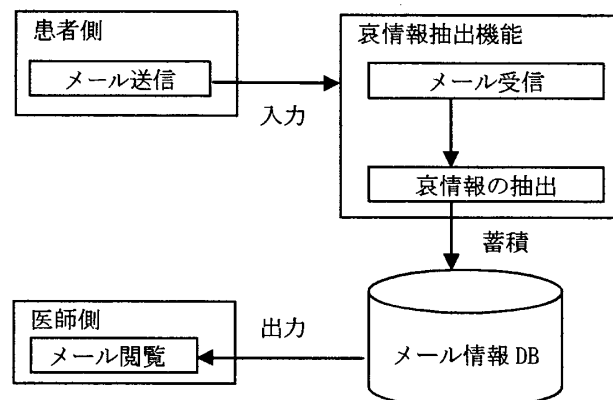 患者側
メール送信
入力
哀情報抽出機能
メール受信
哀情報の抽出
蓄積
メール情報 DB
出力
医師側
メール閲覧